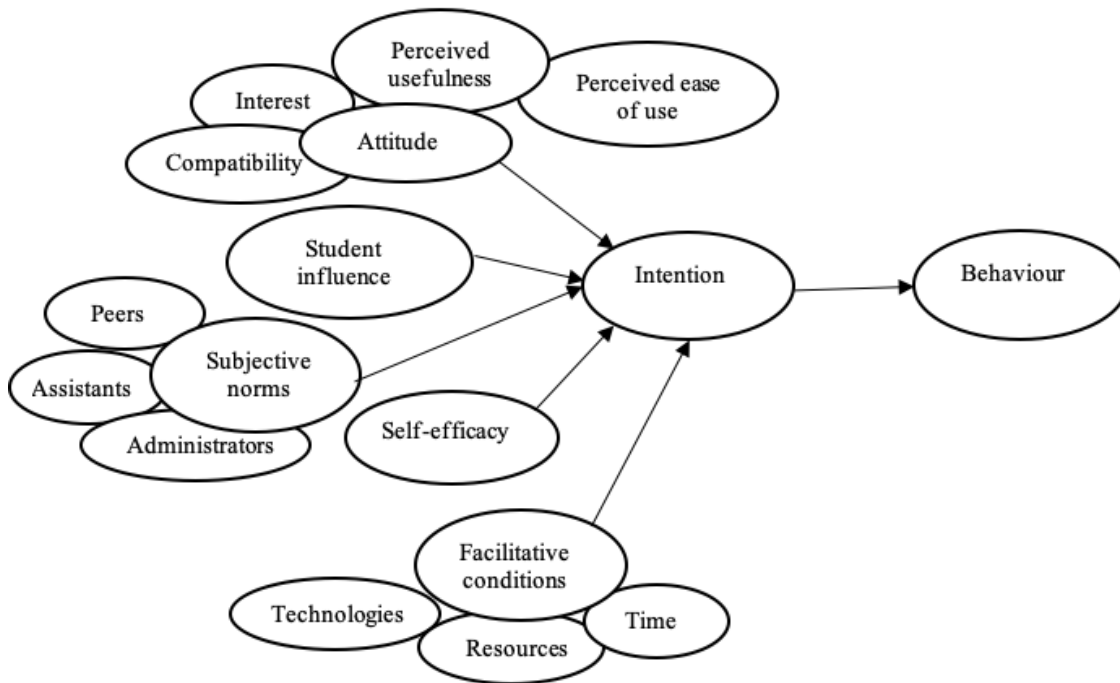 Perceived
usefulness
Perceived ease
of use
Interest
Attitude
Compatibility
Student
influence
Intention
Behaviour
Peers
Subjective
norms
Assistants
Administrators
Self-efficacy
Facilitative
conditions
Technologies
Time
Resources